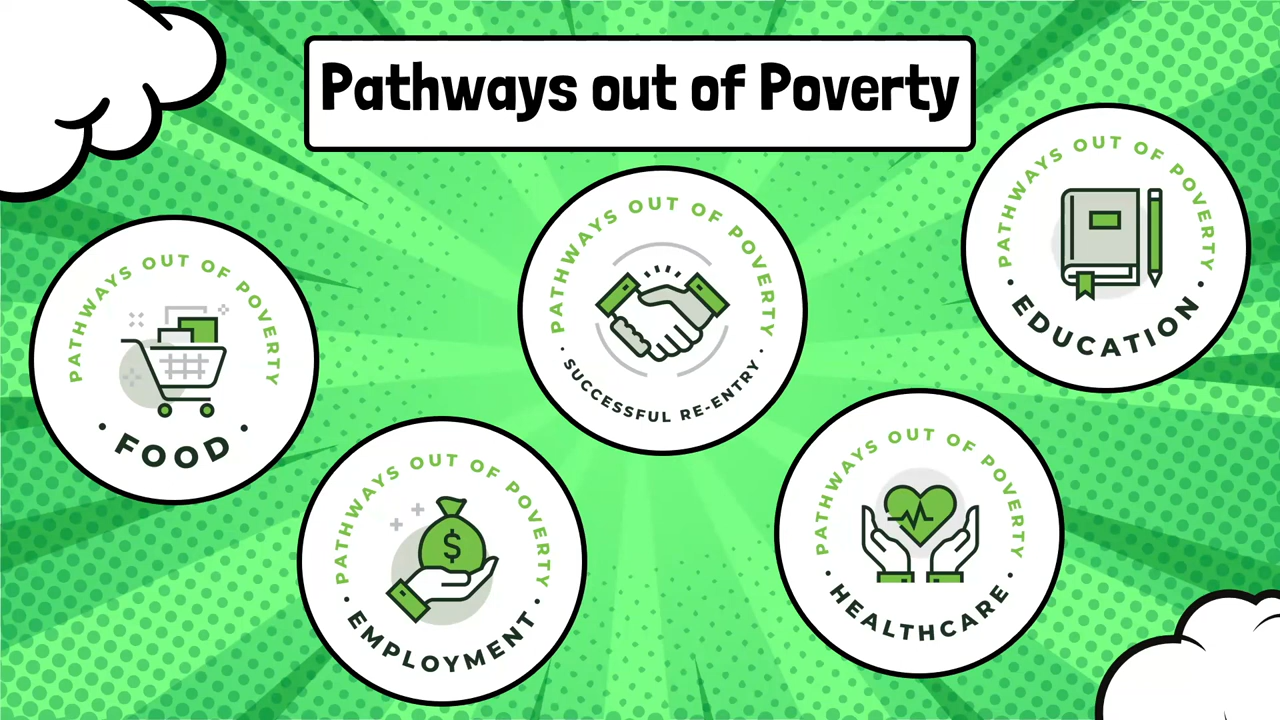 Pathways out of Poverty
PATHWAYS OUT OF POVERTY
• FOOD •
PATHWAYS OUT OF POVERTY
$
• EMPLOYMENT •
PATHWAYS OUT OF POVERTY
• SUCCESSFUL RE-ENTRY •
PATHWAYS OUT OF POVERTY
• HEALTHCARE •
PATHWAYS OUT OF POVERTY
• EDUCATION •